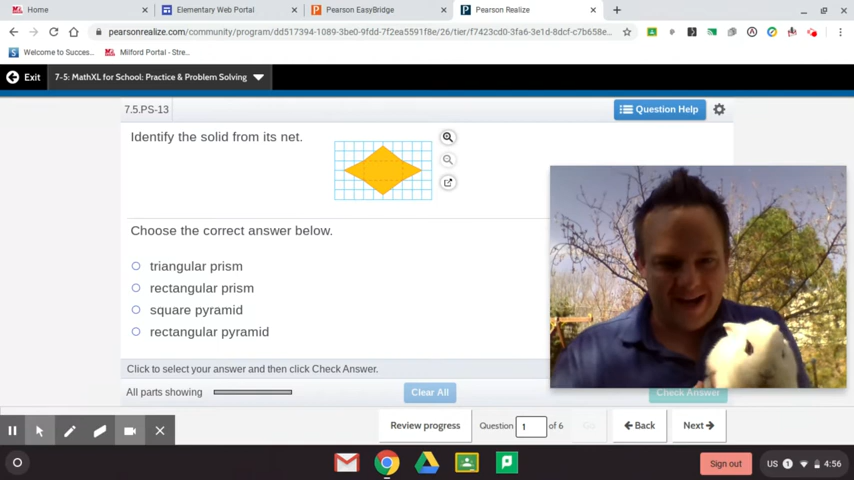 Home
Elementary Web Portal
Pearson EasyBridge
Pearson Realize
pearsonrealize.com/community/program/dd517394-1089-3be0-9fdd-7f2ea5591f8e/26/tier/f7423cd0-3fa6-3e1d-8dcf-c7b658e...
Welcome to Succes...
Milford Portal - Stre...
Exit
7-5: MathXL for School: Practice & Problem Solving
7.5.PS-13
Question Help
Identify the solid from its net.
Choose the correct answer below.
triangular prism
rectangular prism
square pyramid
rectangular pyramid
Click to select your answer and then click Check Answer.
All parts showing
Clear All
Check Answer
Review progress
Question 1 of 6
Go
Back
Next
Sign out
US 1 4:56